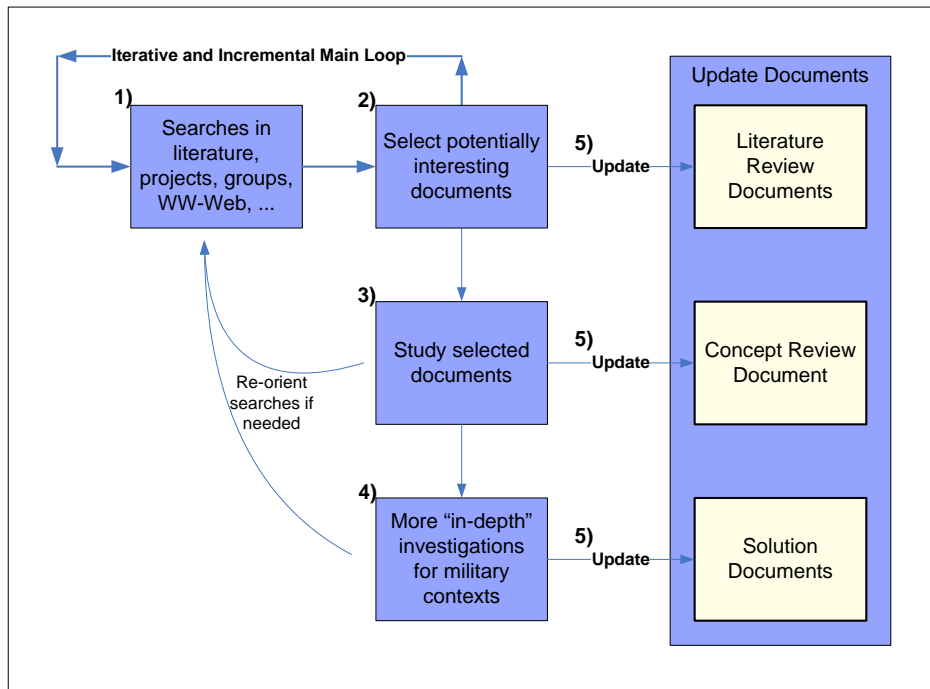 Iterative and Incremental Main Loop
1)
Searches in
literature,
projects, groups,
WW-Web, ...
2)
Select potentially
interesting
documents
5)
Update
Update Documents
Literature
Review
Documents
3)
Study selected
documents
5)
Update
Concept Review
Document
Re-orient
searches if
needed
4)
More “in-depth”
investigations
for military
contexts
5)
Update
Solution
Documents